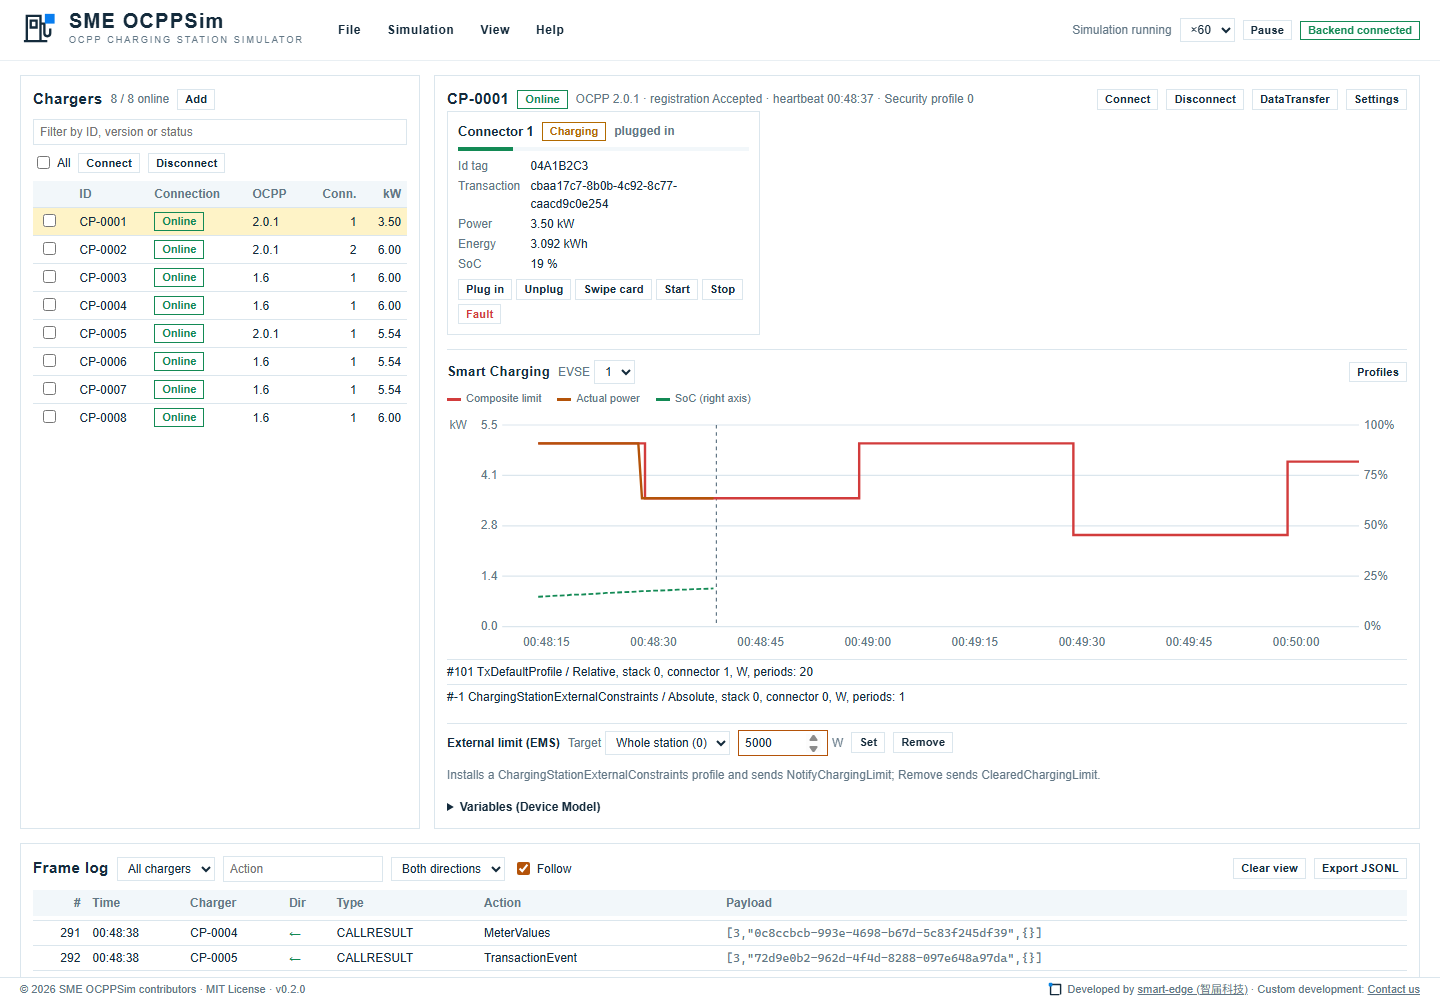 SME OCPPSim
OCPP CHARGING STATION SIMULATOR
File Simulation View Help
Simulation running ×60 Pause Backend connected
Chargers 8 / 8 online Add
Filter by ID, version or status
All Connect Disconnect
ID Connection OCPP Conn. kW
CP-0001 Online 2.0.1 1 3.50
CP-0002 Online 2.0.1 2 6.00
CP-0003 Online 1.6 1 6.00
CP-0004 Online 1.6 1 6.00
CP-0005 Online 2.0.1 1 5.54
CP-0006 Online 1.6 1 5.54
CP-0007 Online 1.6 1 5.54
CP-0008 Online 1.6 1 6.00
CP-0001 Online OCPP 2.0.1 · registration Accepted · heartbeat 00:48:37 · Security profile 0
Connect Disconnect DataTransfer Settings
Connector 1 Charging plugged in
Id tag 04A1B2C3
Transaction cbaa17c7-8b0b-4c92-8c77-
caacd9c0e254
Power 3.50 kW
Energy 3.092 kWh
SoC 19 %
Plug in Unplug Swipe card Start Stop
Fault
Smart Charging EVSE 1 Profiles
Composite limit Actual power SoC (right axis)
kW 5.5 100%
4.1 75%
2.8 50%
1.4 25%
0.0 0%
00:48:15 00:48:30 00:48:45 00:49:00 00:49:15 00:49:30 00:49:45 00:50:00
#101 TxDefaultProfile / Relative, stack 0, connector 1, W, periods: 20
#-1 ChargingStationExternalConstraints / Absolute, stack 0, connector 0, W, periods: 1
External limit (EMS) Target Whole station (0) 5000 W Set Remove
Installs a ChargingStationExternalConstraints profile and sends NotifyChargingLimit; Remove sends ClearedChargingLimit.
Variables (Device Model)
Frame log All chargers Action Both directions Follow Clear view Export JSONL
# Time Charger Dir Type Action Payload
291 00:48:38 CP-0004 ← CALLRESULT MeterValues [3,"0c8ccbcb-993e-4698-b67d-5c83f245df39",{}]
292 00:48:38 CP-0005 ← CALLRESULT TransactionEvent [3,"72d9e0b2-962d-4f4d-8288-097e648a97da",{}]
© 2026 SME OCPPSim contributors · MIT License · v0.2.0
Developed by smart-edge (智届科技) · Custom development: Contact us